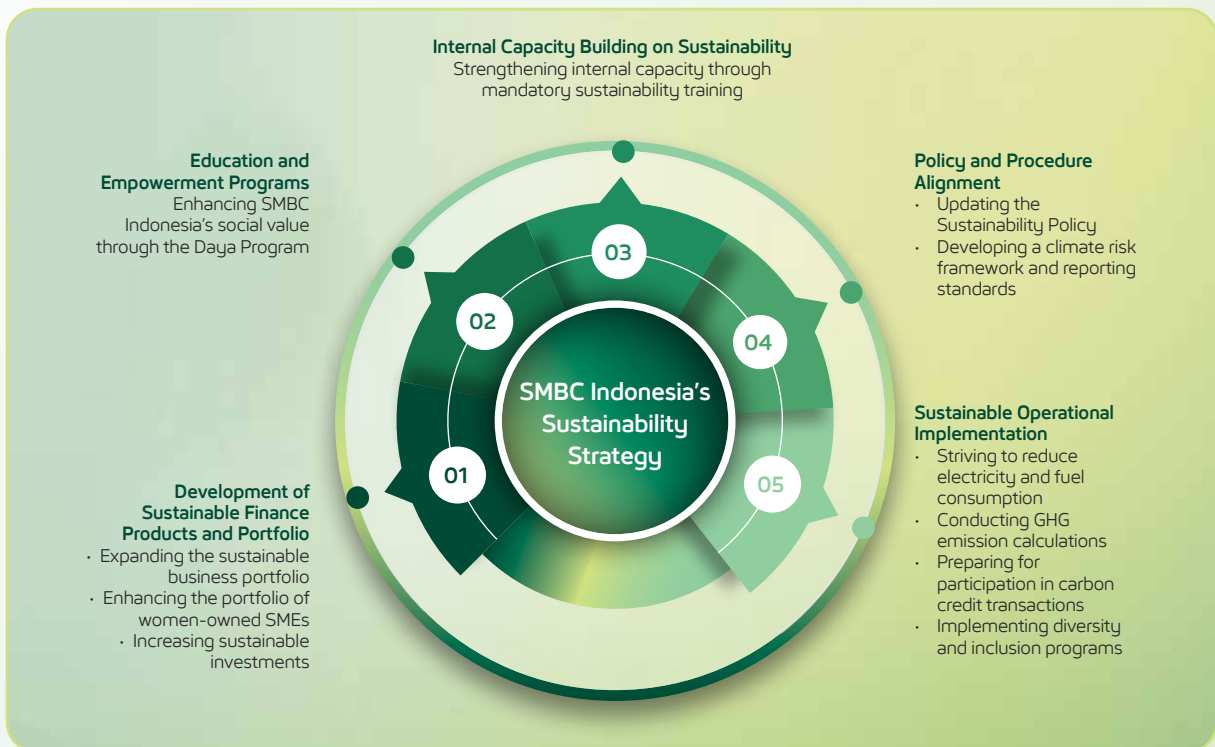 Internal Capacity Building on Sustainability
Strengthening internal capacity through
mandatory sustainability training
Education and
Empowerment Programs
Enhancing SMBC
Indonesia's social value
through the Daya Program
Policy and Procedure
Alignment
· Updating the
Sustainability Policy
· Developing a climate risk
framework and reporting
standards
03
02
04
SMBC Indonesia's
Sustainability
Strategy
01
05
Development of
Sustainable Finance
Products and Portfolio
· Expanding the sustainable
business portfolio
· Enhancing the portfolio of
women-owned SMEs
· Increasing sustainable
investments
Sustainable Operational
Implementation
· Striving to reduce
electricity and fuel
consumption
· Conducting GHG
emission calculations
· Preparing for
participation in carbon
credit transactions
· Implementing diversity
and inclusion programs